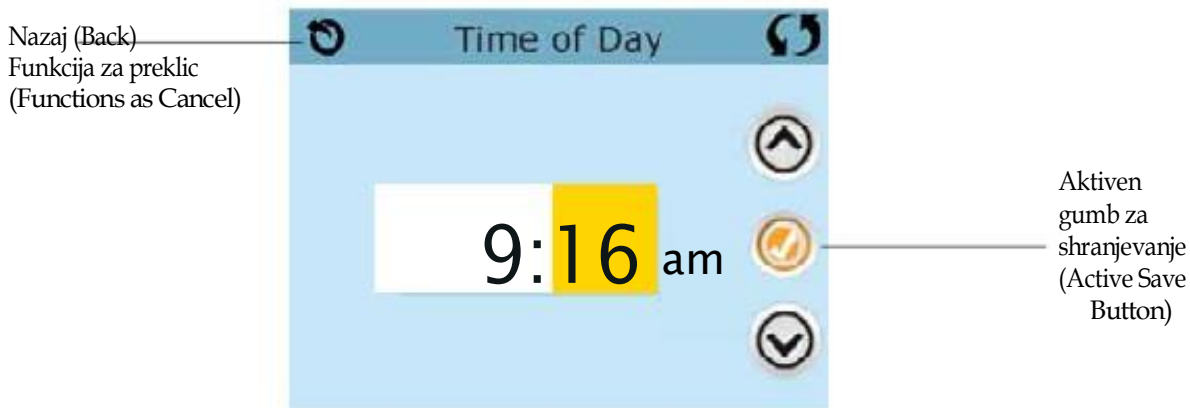 Nazaj (Back)
Funkcija za preklic
(Functions as Cancel)
Time of Day
9:16 am
Aktiven
gumb za
shranjevanje
(Active Save
Button)